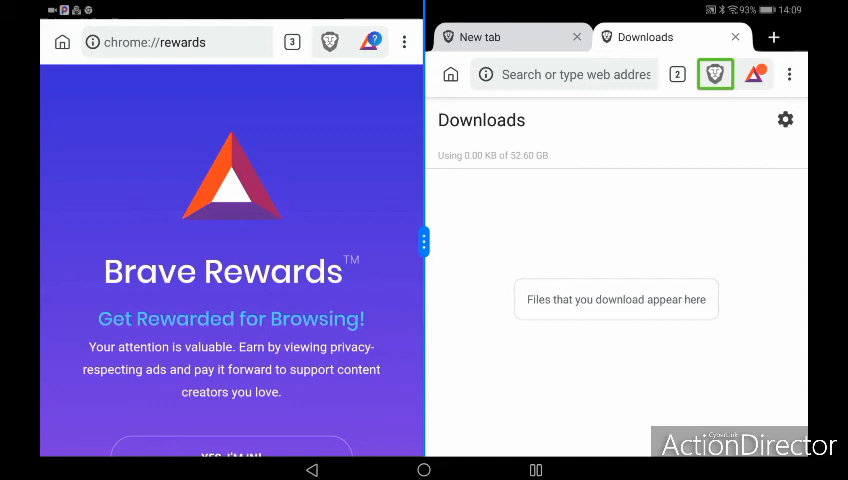 93% 14:09
chrome://rewards
3
?
Brave Rewards™
Get Rewarded for Browsing!
Your attention is valuable. Earn by viewing privacy-
respecting ads and pay it forward to support content
creators you love.
YES, I'M IN!
New tab
Downloads
Search or type web addres
2
Downloads
Using 0.00 KB of 52.60 GB
Files that you download appear here
CyberLink
ActionDirector